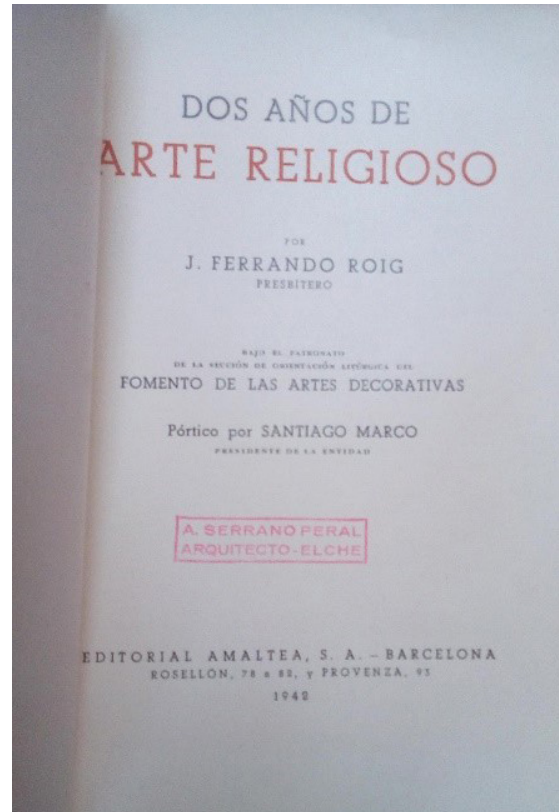 DOS AÑOS DE
ARTE RELIGIOSO
POR
J. FERRANDO ROIG
PRESBÍTERO
BAJO EL PATRONATO
DE LA SECCIÓN DE ORIENTACIÓN LITÚRGICA DEL
FOMENTO DE LAS ARTES DECORATIVAS
Pórtico por SANTIAGO MARCO
PRESIDENTE DE LA ENTIDAD
A. SERRANO PERAL
ARQUITECTO-ELCHE
EDITORIAL AMALTEA, S. A. – BARCELONA
ROSELLÓN, 78 a 82, y PROVENZA, 95
1942